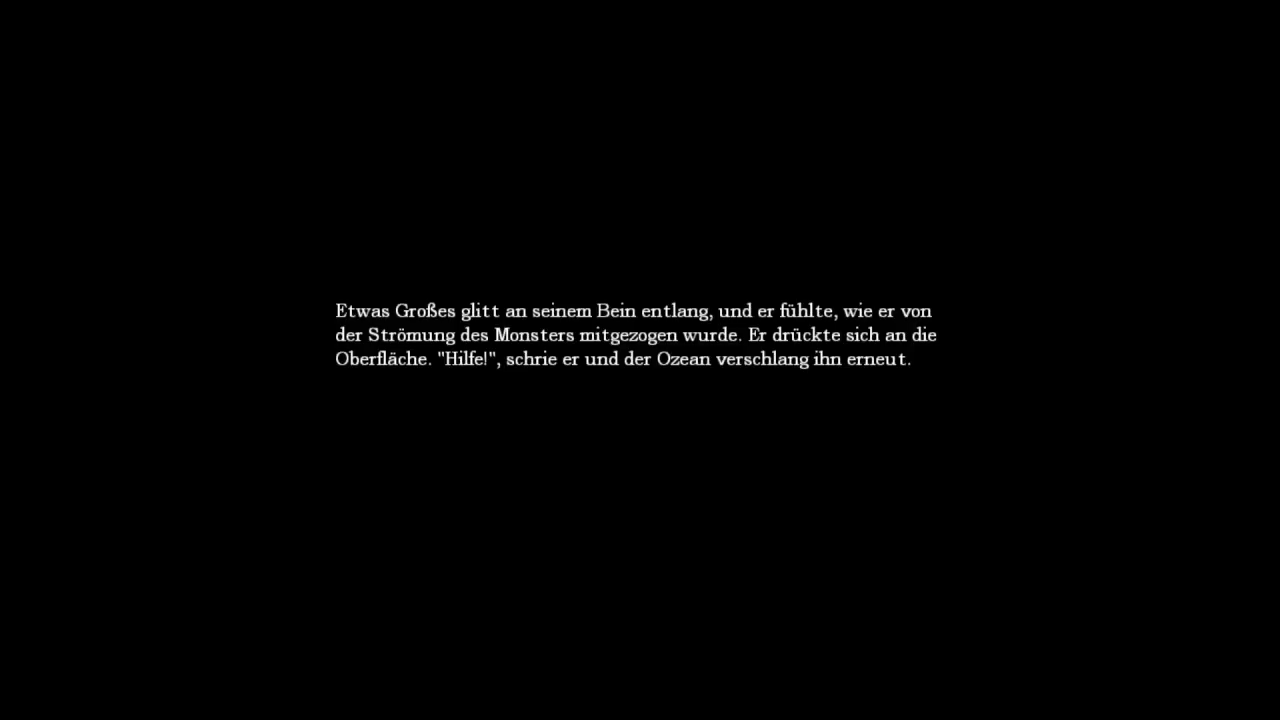 Etwas Großes glitt an seinem Bein entlang, und er fühlte, wie er von
der Strömung des Monsters mitgezogen wurde. Er drückte sich an die
Oberfläche. "Hilfe!", schrie er und der Ozean verschlang ihn erneut.